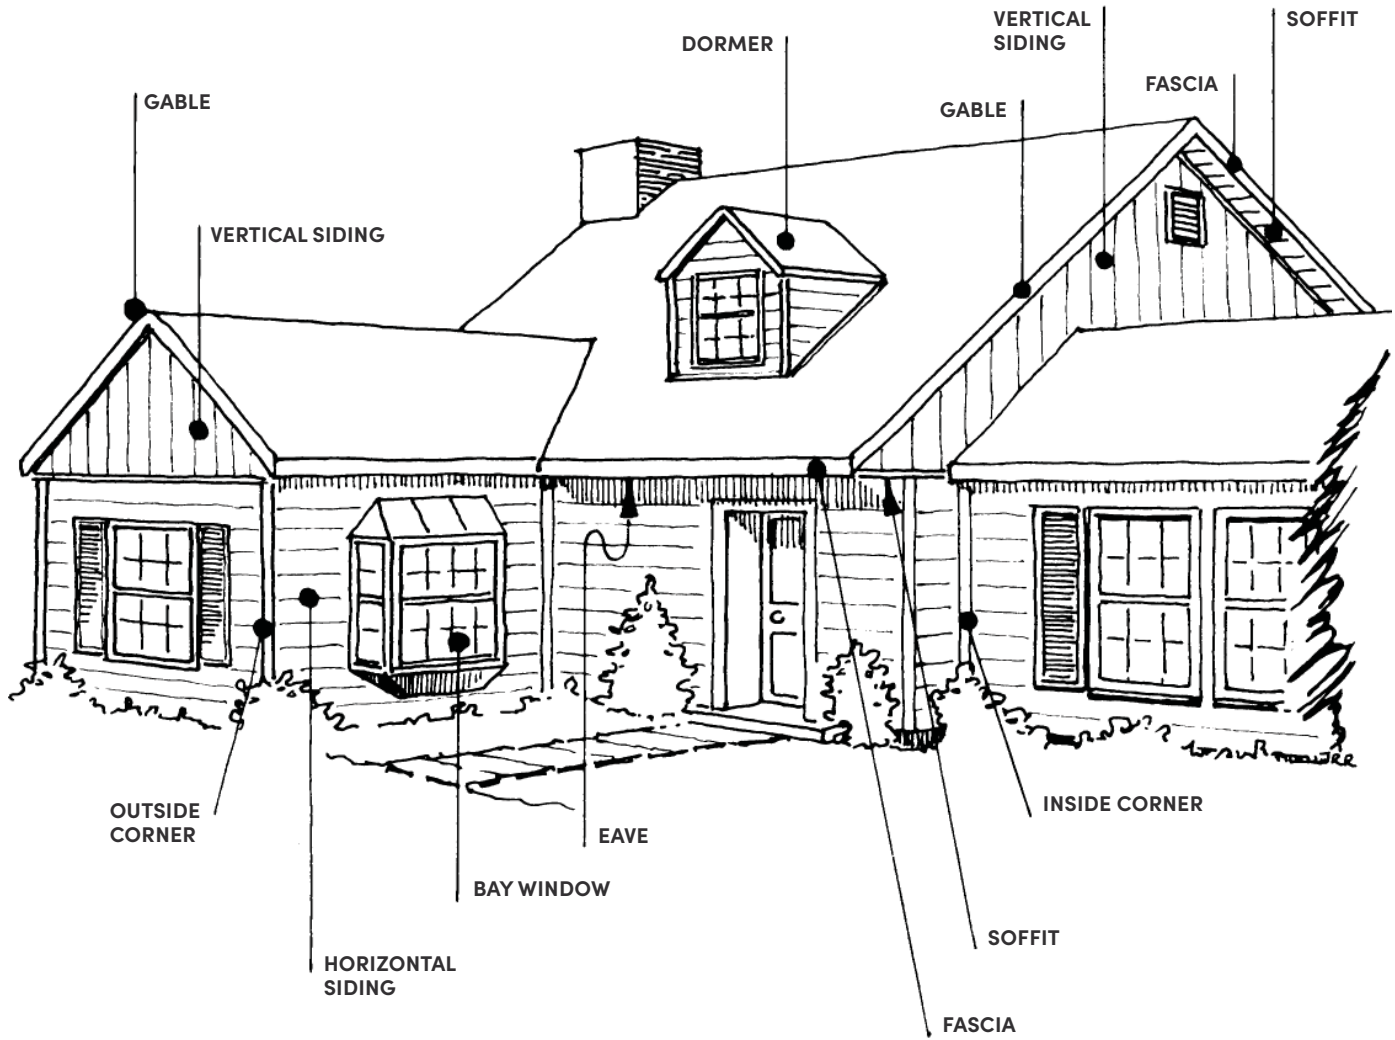 VERTICAL
SIDING
SOFFIT
DORMER
FASCIA
GABLE
GABLE
VERTICAL SIDING
OUTSIDE
CORNER
INSIDE CORNER
EAVE
BAY WINDOW
SOFFIT
HORIZONTAL
SIDING
FASCIA